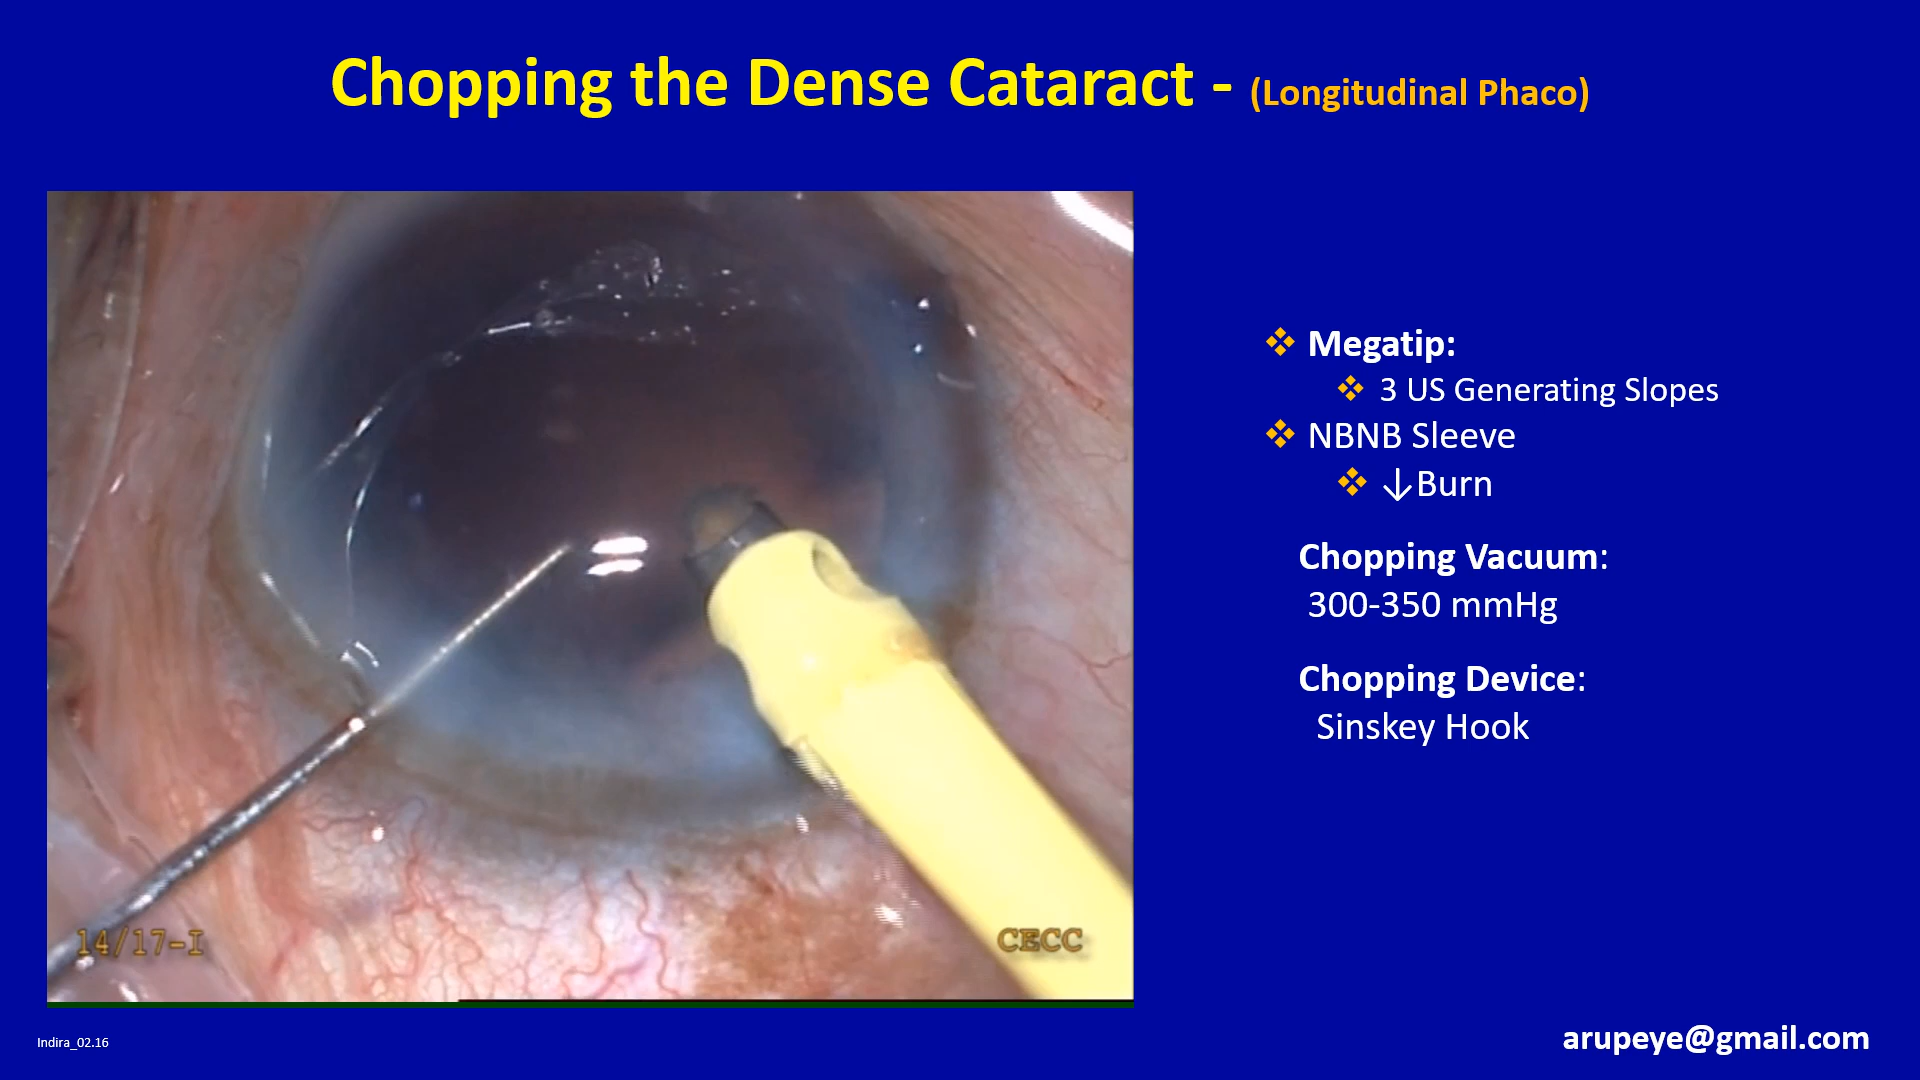 Chopping the Dense Cataract - (Longitudinal Phaco)
❖ Megatip:
❖ 3 US Generating Slopes
❖ NBNB Sleeve
❖ ↓Burn
Chopping Vacuum:
300-350 mmHg
Chopping Device:
Sinskey Hook
14/17-I
CECC
Indira_02.16
arupeye@gmail.com